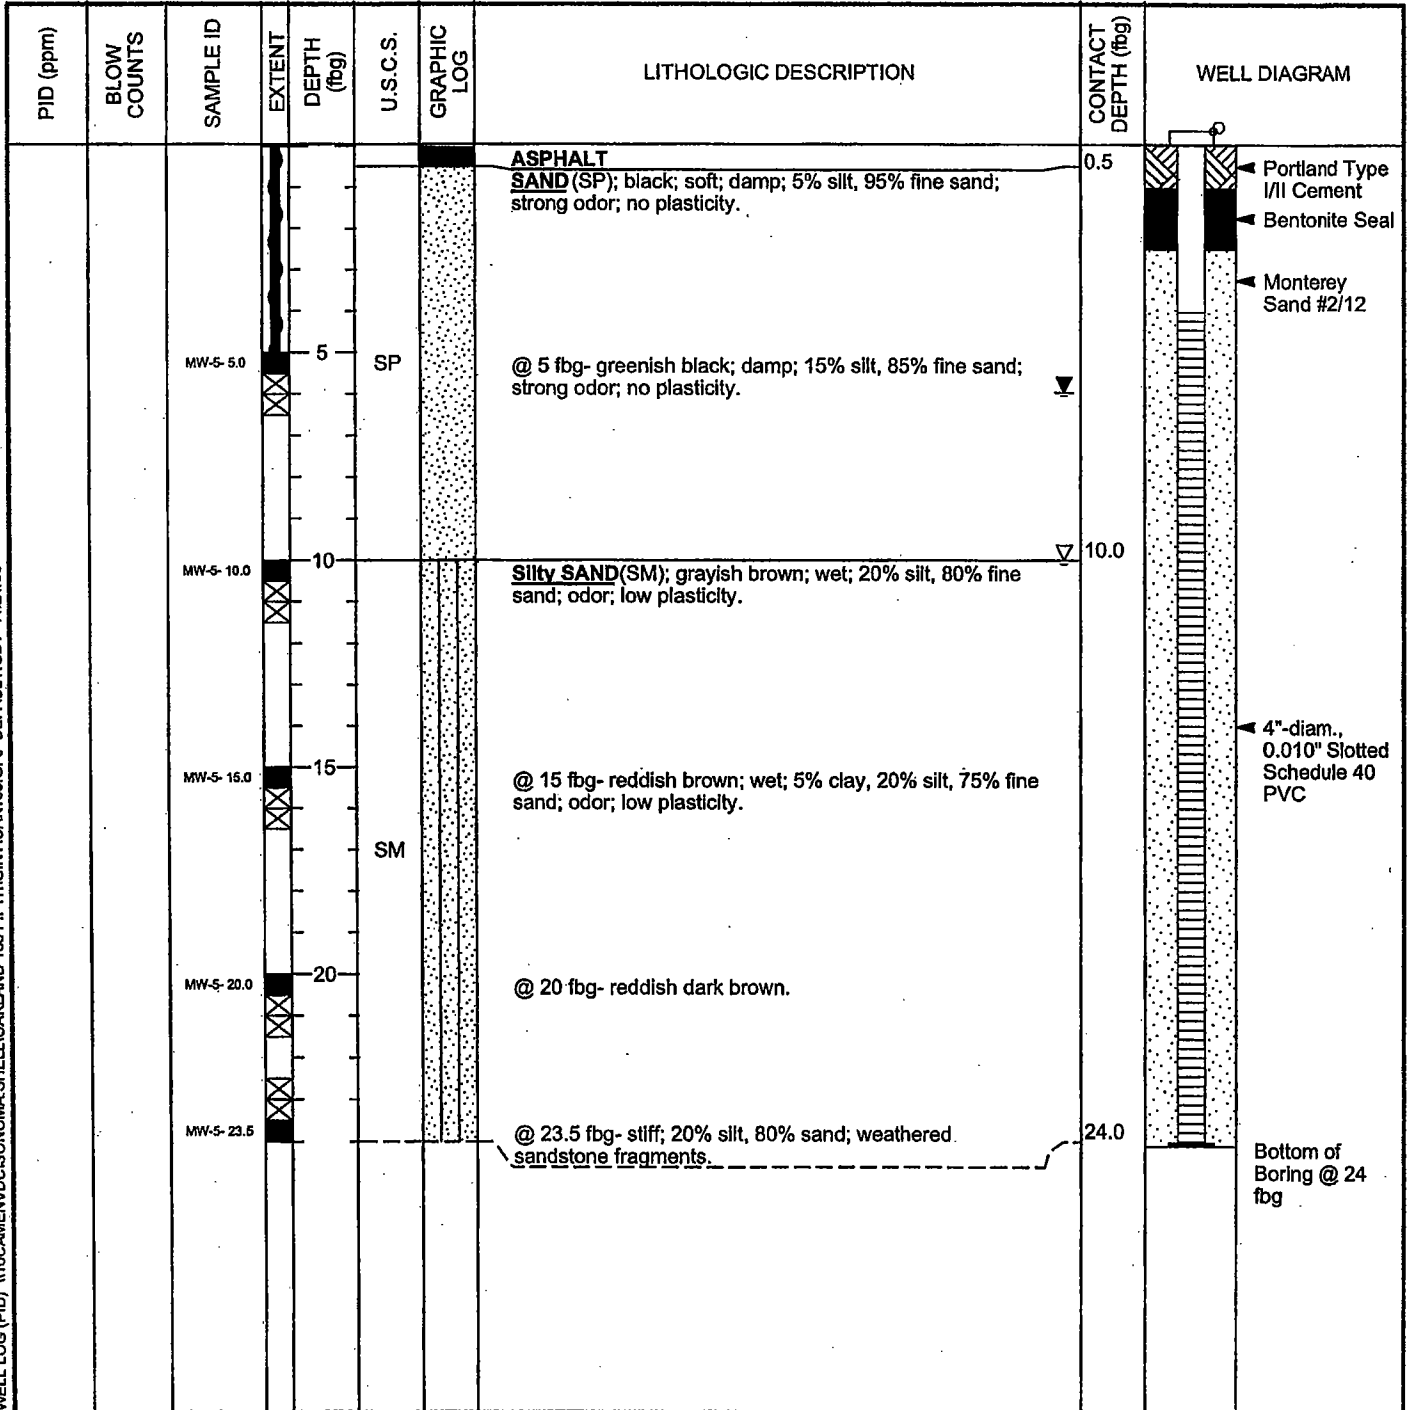 PID (ppm)
BLOW
COUNTS
SAMPLE ID
EXTENT
DEPTH
(fbg)
U.S.C.S.
GRAPHIC
LOG
LITHOLOGIC DESCRIPTION
CONTACT
DEPTH (fbg)
WELL DIAGRAM
ASPHALT
0.5
SAND (SP); black; soft; damp; 5% silt, 95% fine sand;
strong odor; no plasticity.
Portland Type
I/II Cement
Bentonite Seal
Monterey
Sand #2/12
MW-5- 5.0
5
SP
@ 5 fbg- greenish black; damp; 15% silt, 85% fine sand;
strong odor; no plasticity.
MW-5- 10.0
10
10.0
Silty SAND(SM); grayish brown; wet; 20% silt, 80% fine
sand; odor; low plasticity.
4"-diam.,
0.010" Slotted
Schedule 40
PVC
MW-5- 15.0
15
@ 15 fbg- reddish brown; wet; 5% clay, 20% silt, 75% fine
sand; odor; low plasticity.
SM
MW-5- 20.0
20
@ 20 fbg- reddish dark brown.
MW-5- 23.5
@ 23.5 fbg- stiff; 20% silt, 80% sand; weathered
sandstone fragments.
24.0
Bottom of
Boring @ 24
fbg
WELL LOG (PID)